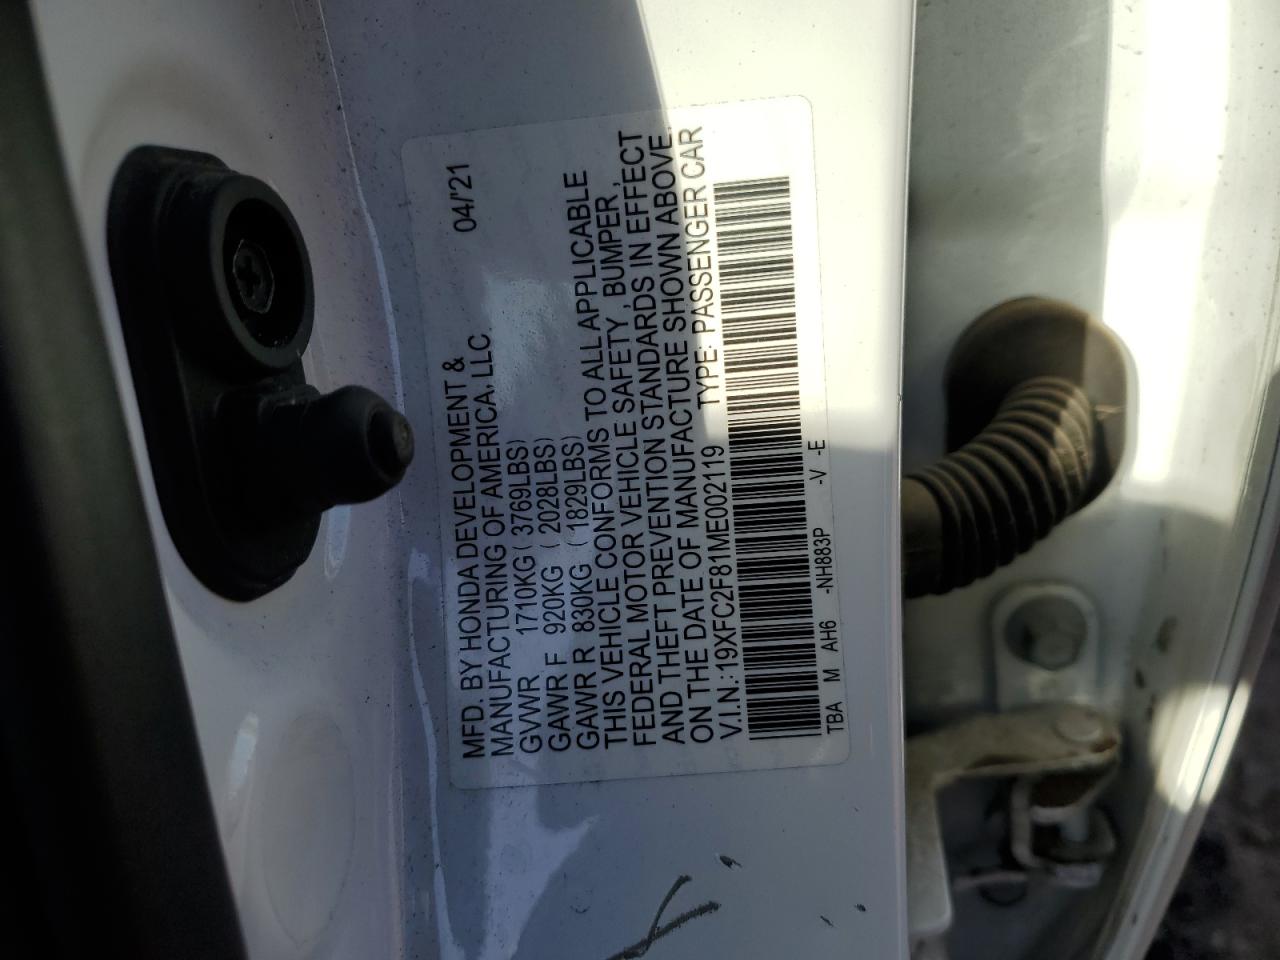 MFD. BY HONDA DEVELOPMENT & 04/'21
MANUFACTURING OF AMERICA, LLC
GVWR 1710KG ( 3769LBS)
GAWR F 920KG ( 2028LBS)
GAWR R 830KG ( 1829LBS)
THIS VEHICLE CONFORMS TO ALL APPLICABLE
FEDERAL MOTOR VEHICLE SAFETY , BUMPER,
AND THEFT PREVENTION STANDARDS IN EFFECT
ON THE DATE OF MANUFACTURE SHOWN ABOVE.
V.I.N.:19XFC2F81ME002119 TYPE: PASSENGER CAR
TBA M AH6 -NH883P -V -E